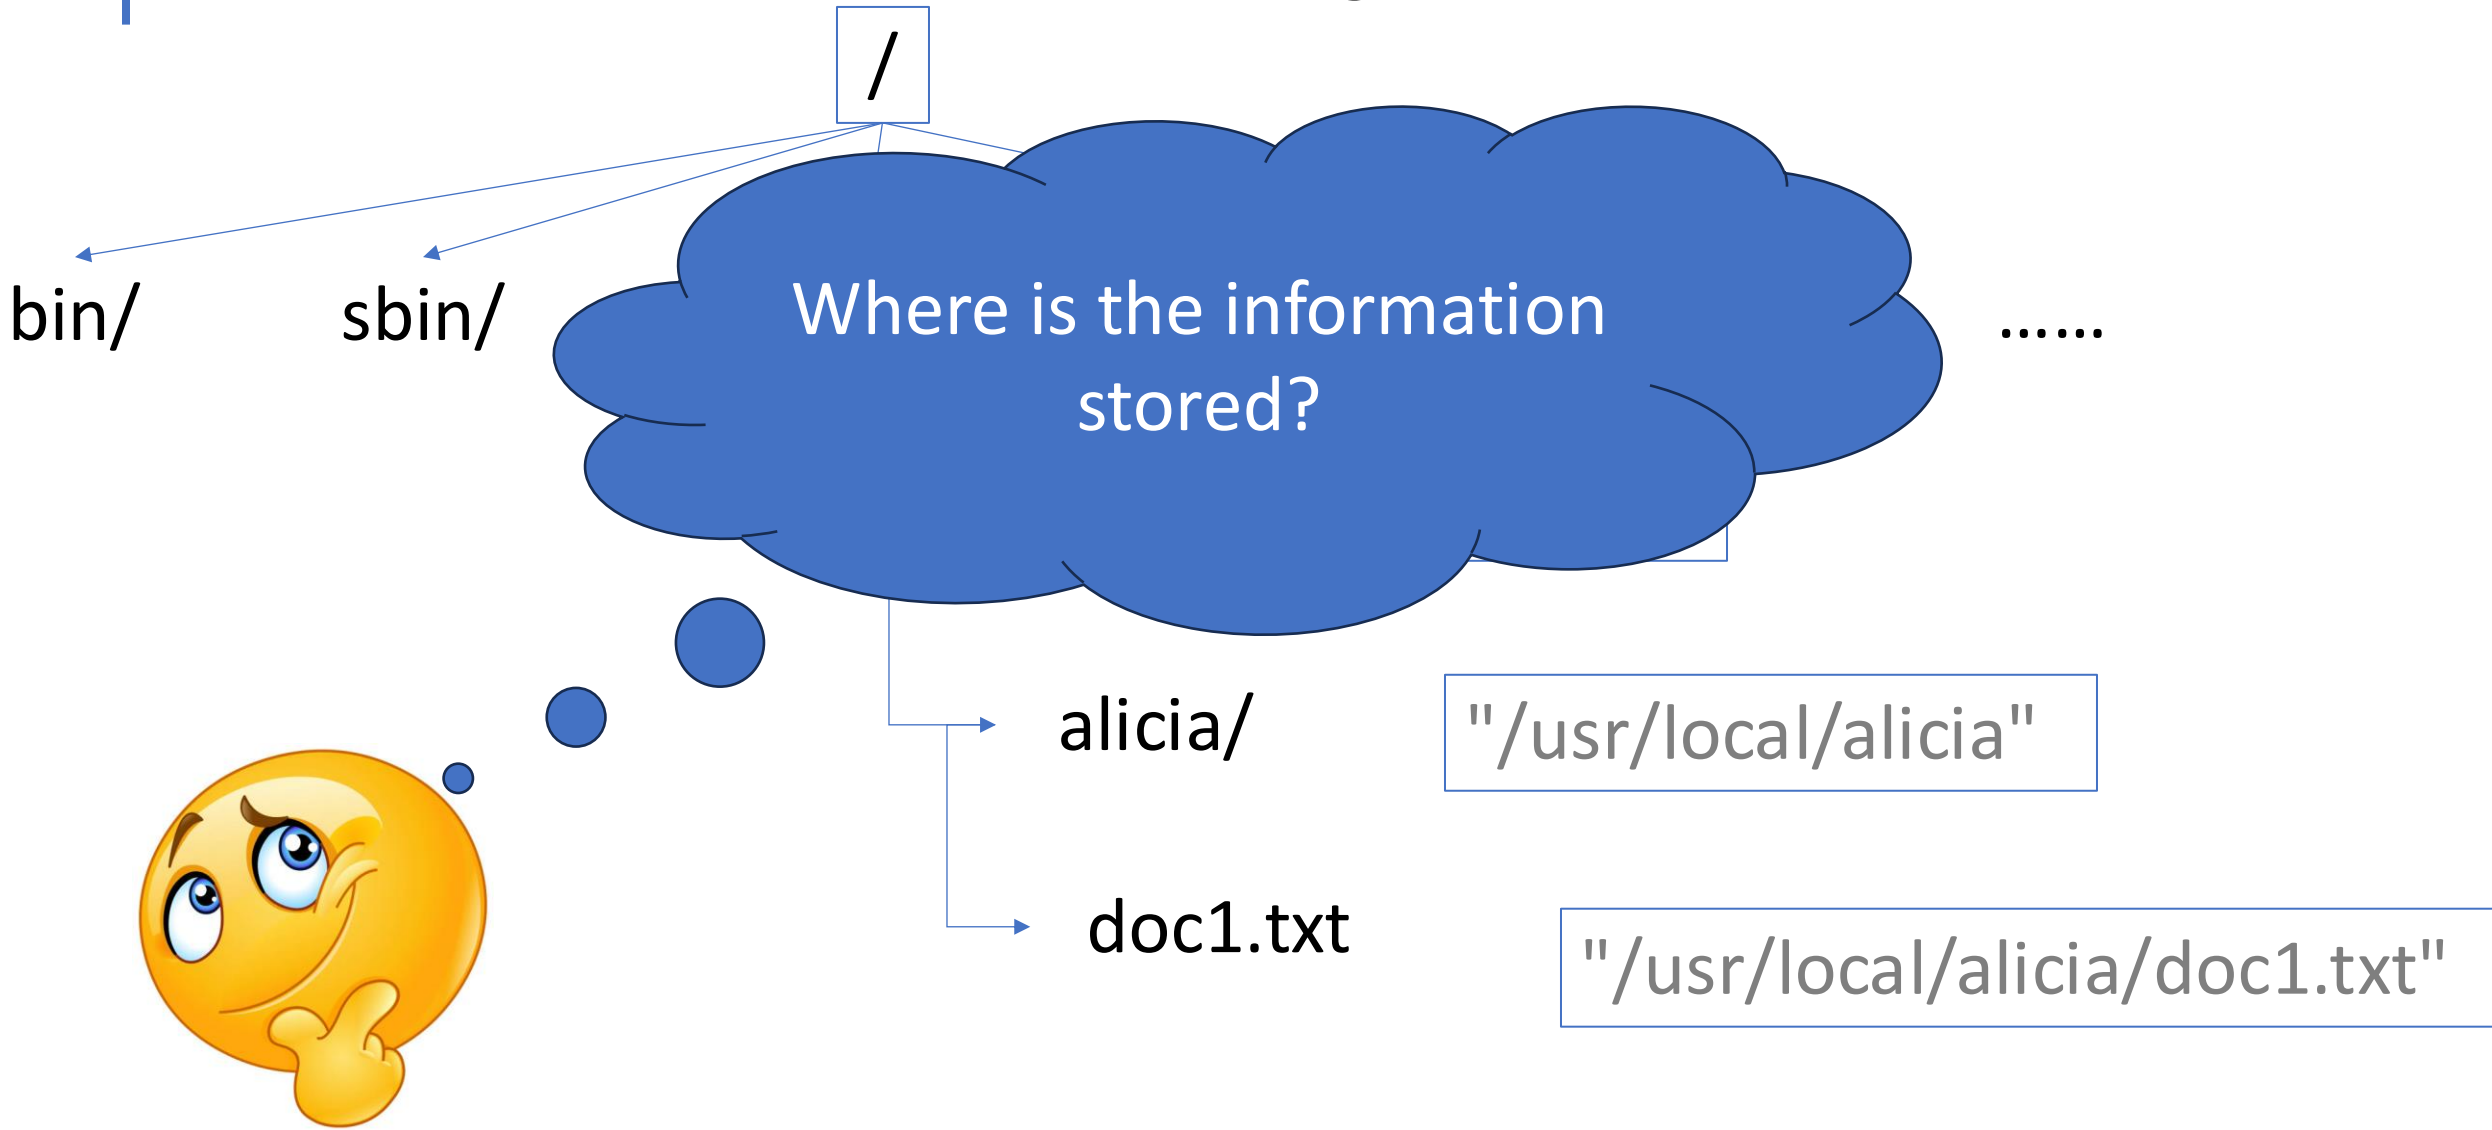 /
bin/
sbin/
Where is the information
stored?
……
alicia/
"/usr/local/alicia"
doc1.txt
"/usr/local/alicia/doc1.txt"